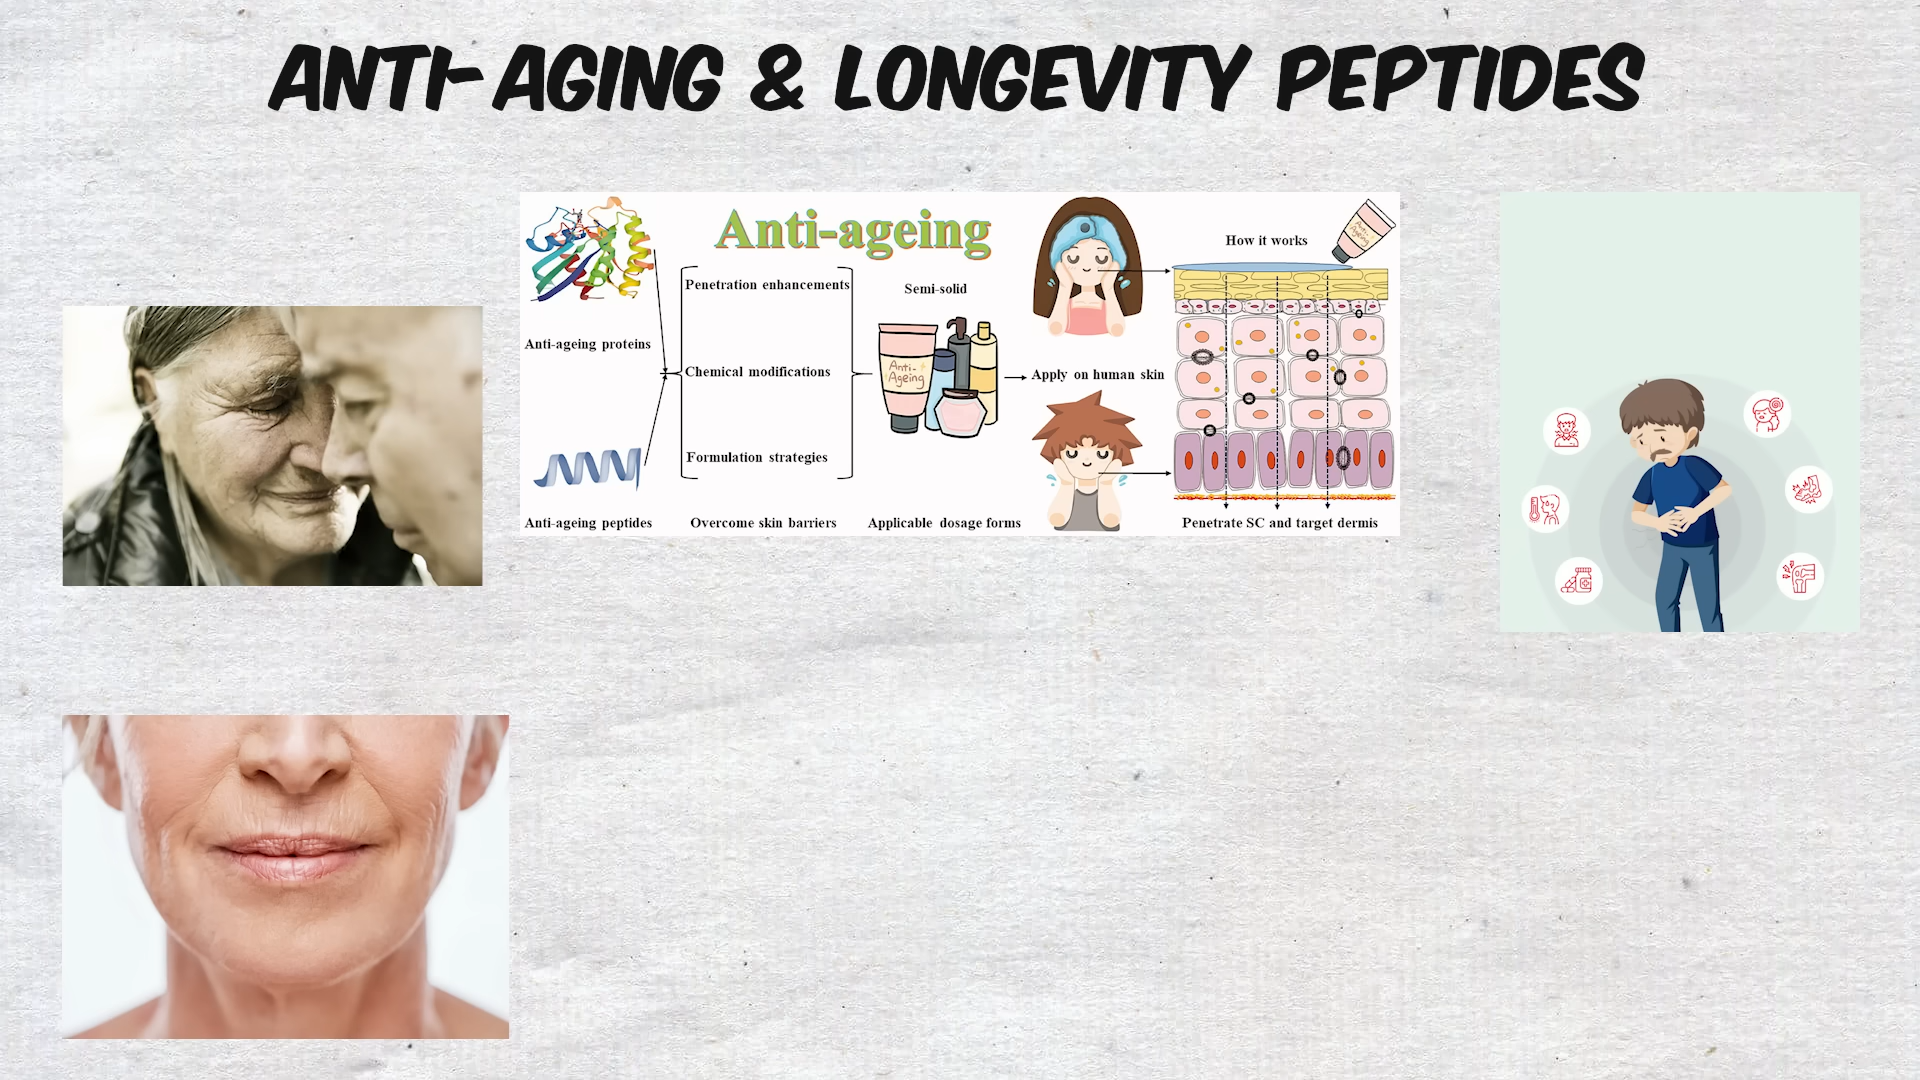 ANTI-AGING & LONGEVITY PEPTIDES
Anti-ageing
How it works
Anti-Ageing
Penetration enhancements
Semi-solid
Anti-ageing proteins
Chemical modifications
Anti-
Ageing
Apply on human skin
Formulation strategies
Anti-ageing peptides
Overcome skin barriers
Applicable dosage forms
Penetrate SC and target dermis